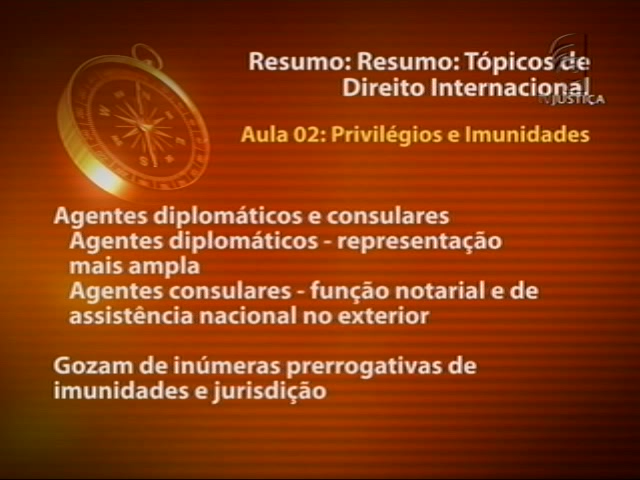 Resumo: Resumo: Tópicos de
Direito Internacional
TV JUSTIÇA
Aula 02: Privilégios e Imunidades
Agentes diplomáticos e consulares
Agentes diplomáticos - representação
mais ampla
Agentes consulares - função notarial e de
assistência nacional no exterior
Gozam de inúmeras prerrogativas de
imunidades e jurisdição